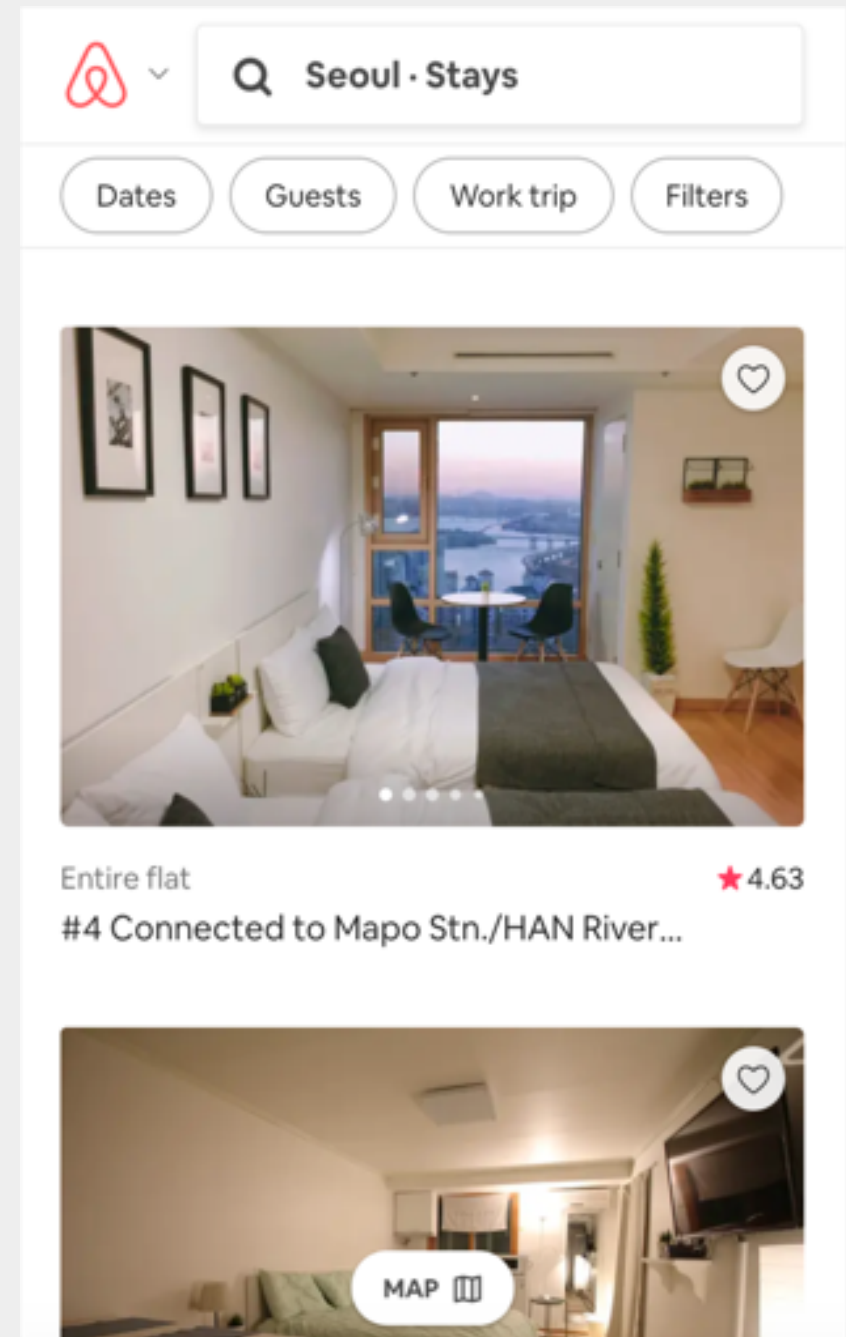 Seoul · Stays
Dates Guests Work trip Filters
Entire flat ★4.63
#4 Connected to Mapo Stn./HAN River...
MAP